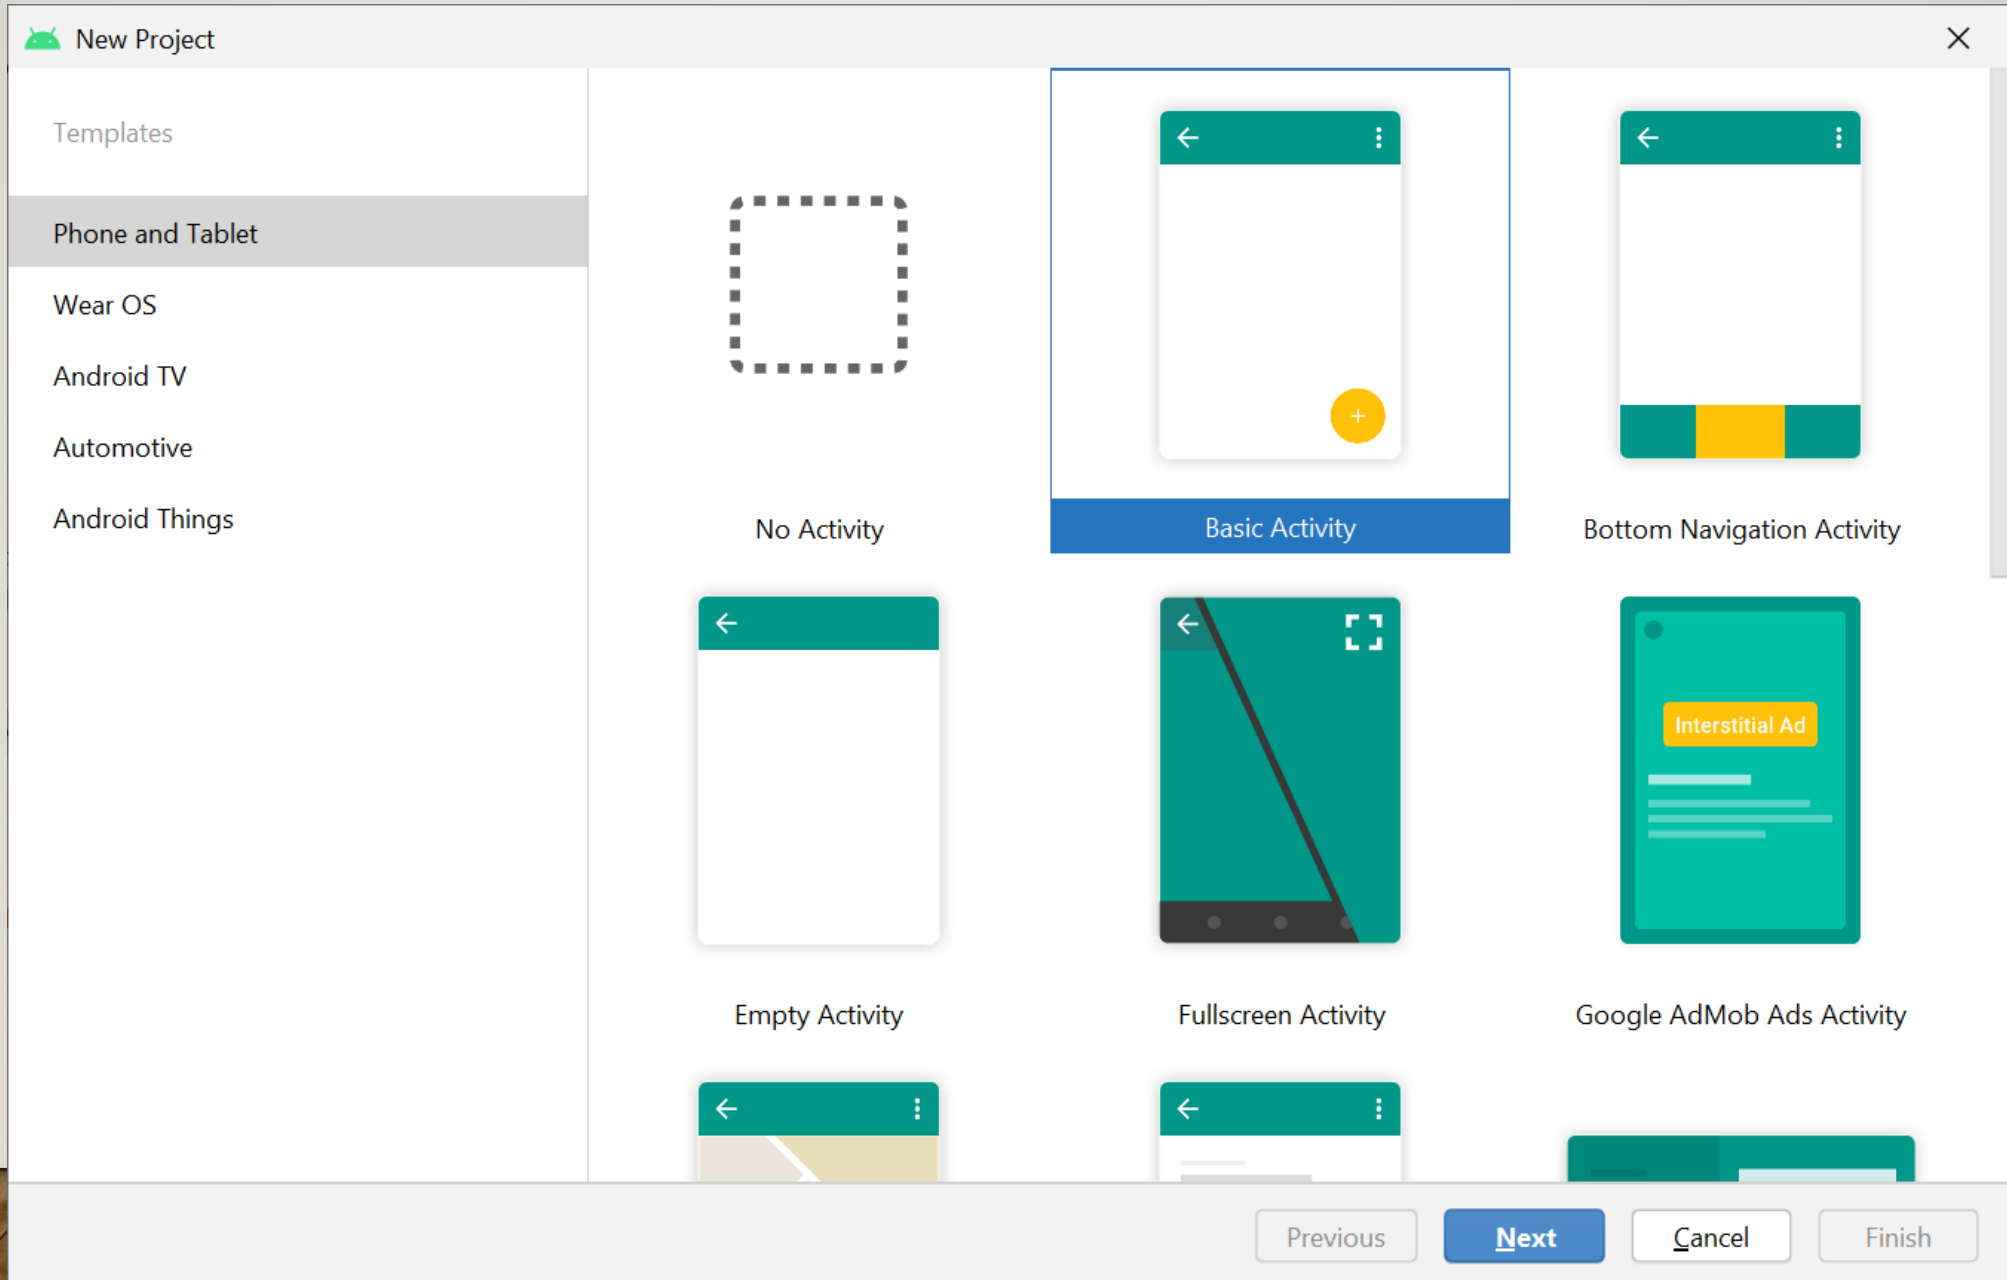 New Project
Templates
Phone and Tablet
Wear OS
Android TV
Automotive
Android Things
No Activity
Basic Activity
Bottom Navigation Activity
Interstitial Ad
Empty Activity
Fullscreen Activity
Google AdMob Ads Activity
Previous
Next
Cancel
Finish